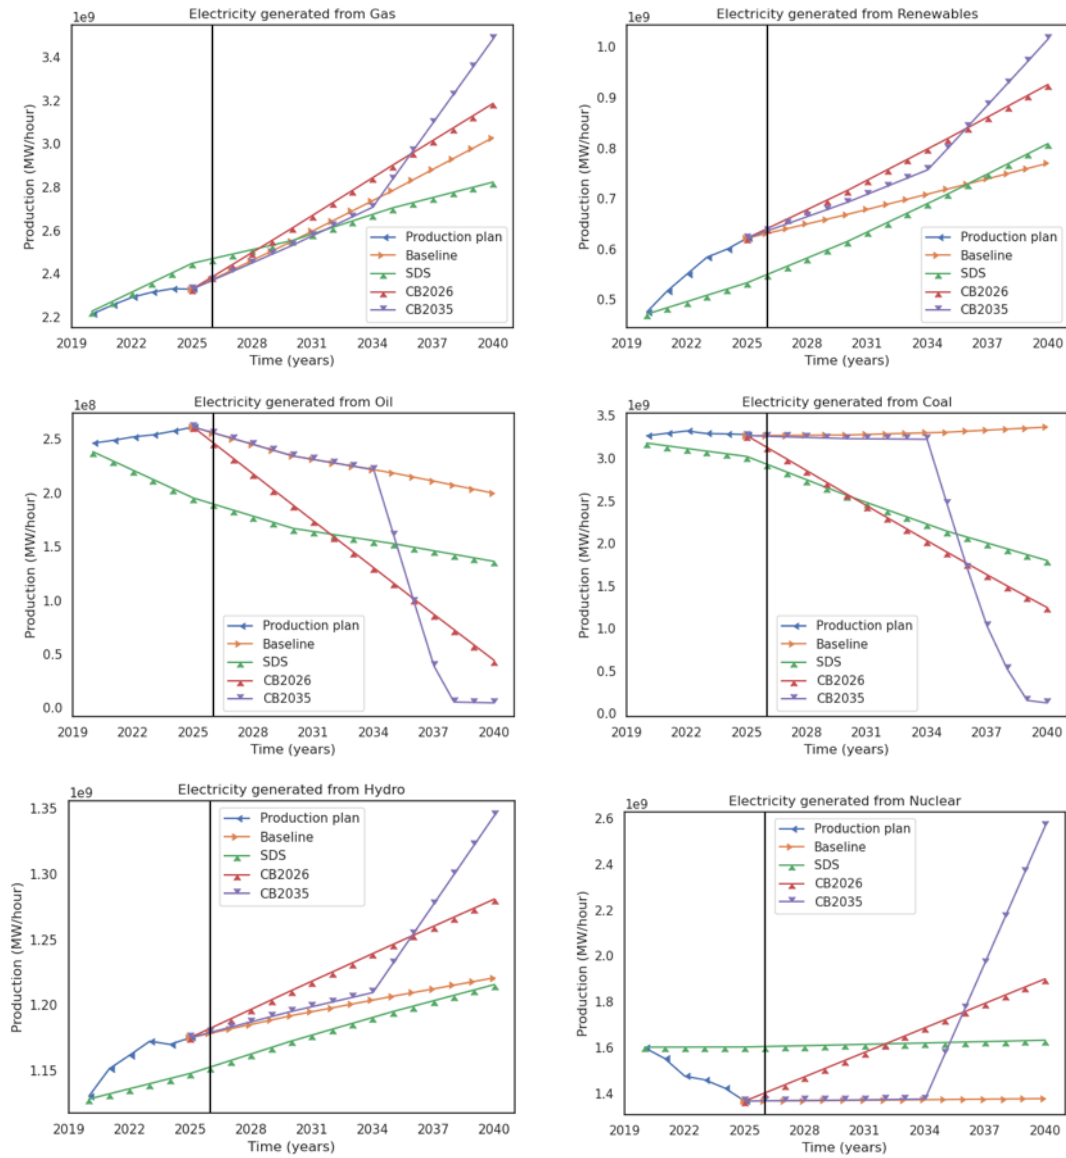 Electricity generated from Gas
1e9
3.4
3.2
3.0
2.8
2.6
2.4
2.2
Production (MW/hour)
Production plan
Baseline
SDS
CB2026
CB2035
2019 2022 2025 2028 2031 2034 2037 2040
Time (years)
Electricity generated from Renewables
1e9
1.0
0.9
0.8
0.7
0.6
0.5
Production (MW/hour)
Production plan
Baseline
SDS
CB2026
CB2035
2019 2022 2025 2028 2031 2034 2037 2040
Time (years)
Electricity generated from Oil
1e8
2.5
2.0
1.5
1.0
0.5
0.0
Production (MW/hour)
Production plan
Baseline
SDS
CB2026
CB2035
2019 2022 2025 2028 2031 2034 2037 2040
Time (years)
Electricity generated from Coal
1e9
3.5
3.0
2.5
2.0
1.5
1.0
0.5
0.0
Production (MW/hour)
Production plan
Baseline
SDS
CB2026
CB2035
2019 2022 2025 2028 2031 2034 2037 2040
Time (years)
Electricity generated from Hydro
1e9
1.35
1.30
1.25
1.20
1.15
Production (MW/hour)
Production plan
Baseline
SDS
CB2026
CB2035
2019 2022 2025 2028 2031 2034 2037 2040
Time (years)
Electricity generated from Nuclear
1e9
2.6
2.4
2.2
2.0
1.8
1.6
1.4
Production (MW/hour)
Production plan
Baseline
SDS
CB2026
CB2035
2019 2022 2025 2028 2031 2034 2037 2040
Time (years)